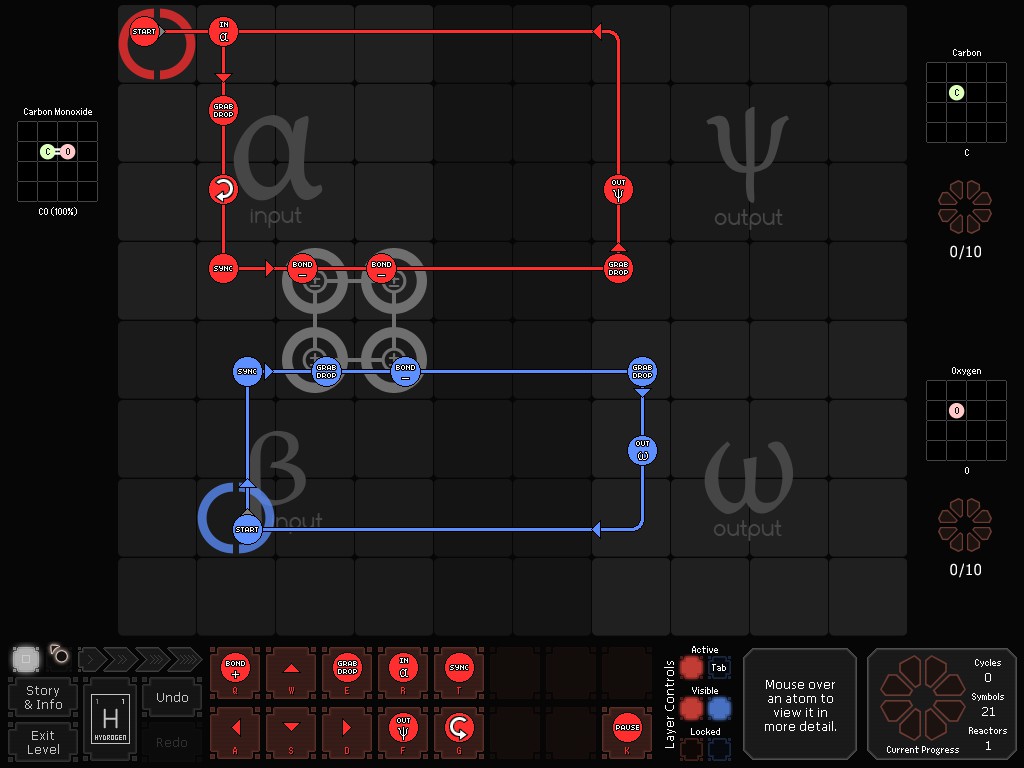 START
IN
α
Carbon
C
C
GRAB
DROP
Carbon Monoxide
C=O
CO (100%)
α
input
OUT
ψ
ψ
output
0/10
SYNC
BOND
−
BOND
−
GRAB
DROP
±
±
+
+
SYNC
GRAB
DROP
BOND
−
GRAB
DROP
Oxygen
O
O
OUT
ω
β
input
START
ω
output
0/10
Story
& Info
Exit
Level
1 1
H
HYDROGEN
Undo
Redo
BOND
+
Q
W
GRAB
DROP
E
IN
α
R
SYNC
T
A
S
D
OUT
ψ
F
G
PAUSE
K
Layer Controls
Active
Tab
Visible
Locked
Mouse over
an atom to
view it in
more detail.
Cycles
0
Symbols
21
Reactors
1
Current Progress